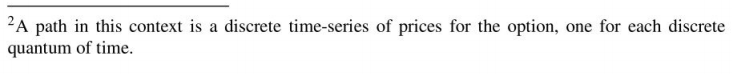 2A path in this context is a discrete time-series of prices for the option, one for each discrete
quantum of time.